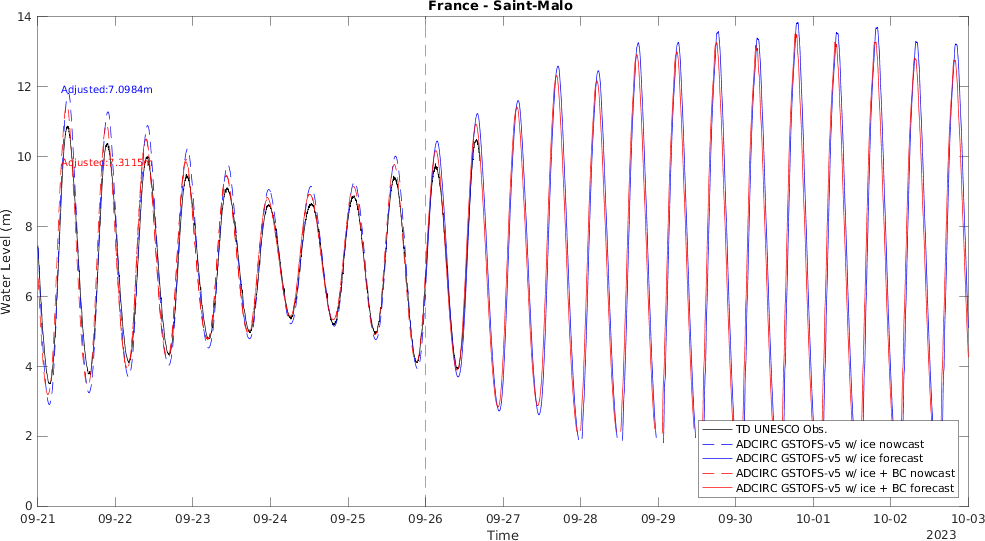 France - Saint-Malo
14
12
10
8
6
4
2
0
Water Level (m)
Adjusted:7.0984m
Adjusted:7.3115m
TD UNESCO Obs.
ADCIRC GSTOFS-v5 w/ ice nowcast
ADCIRC GSTOFS-v5 w/ ice forecast
ADCIRC GSTOFS-v5 w/ ice + BC nowcast
ADCIRC GSTOFS-v5 w/ ice + BC forecast
09-21 09-22 09-23 09-24 09-25 09-26 09-27 09-28 09-29 09-30 10-01 10-02 10-03
Time
2023